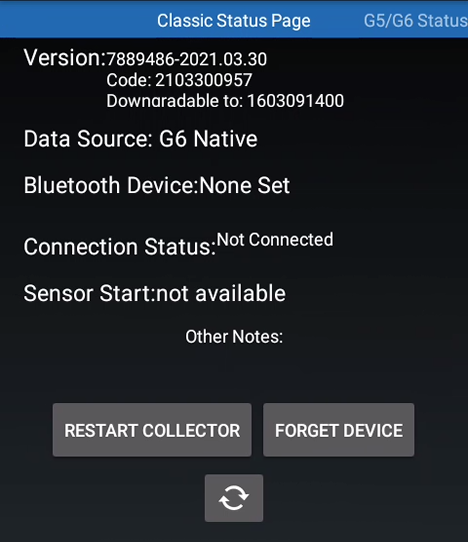 Classic Status Page G5/G6 Status
Version:7889486-2021.03.30
Code: 2103300957
Downgradable to: 1603091400
Data Source: G6 Native
Bluetooth Device:None Set
Connection Status:Not Connected
Sensor Start:not available
Other Notes:
RESTART COLLECTOR FORGET DEVICE